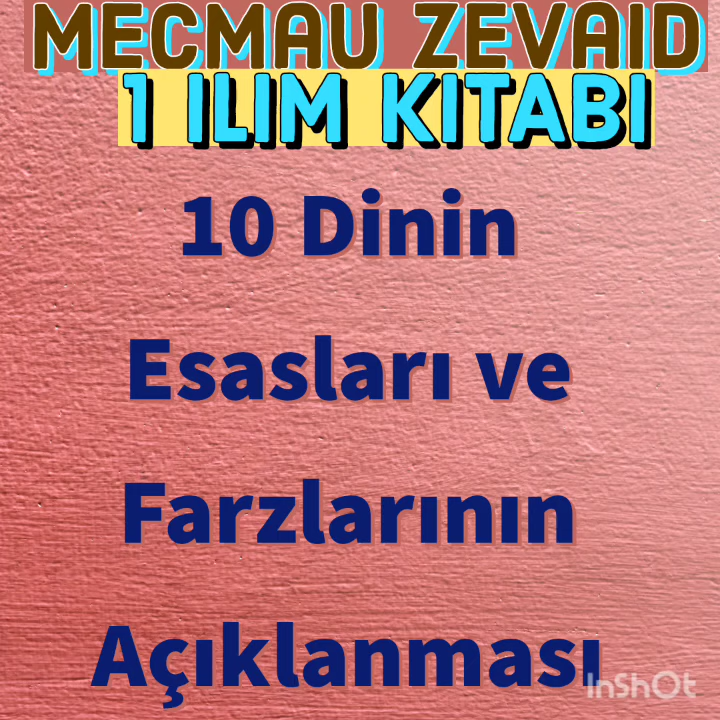 MECMAU ZEVAID
1 ILIM KITABI
10 Dinin
Esasları ve
Farzlarının
Açıklanması
InShOt